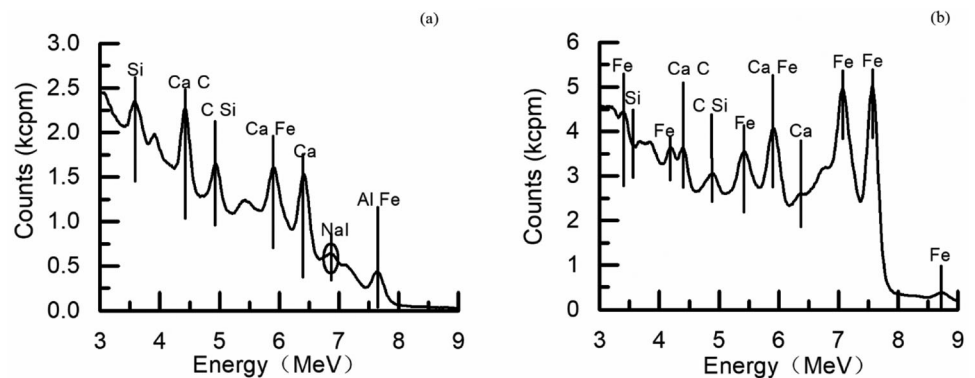 (a)
3.0
2.5
2.0
1.5
1.0
0.5
0.0
Counts (kcpm)
Si
Ca C
C Si
Ca Fe
Ca
NaI
Al Fe
3 4 5 6 7 8 9
Energy（MeV）
(b)
6
5
4
3
2
1
0
Counts (kcpm)
Fe
Si
Fe
Ca C
C Si
Fe
Ca Fe
Ca
Fe
Fe
Fe
3 4 5 6 7 8 9
Energy（MeV）